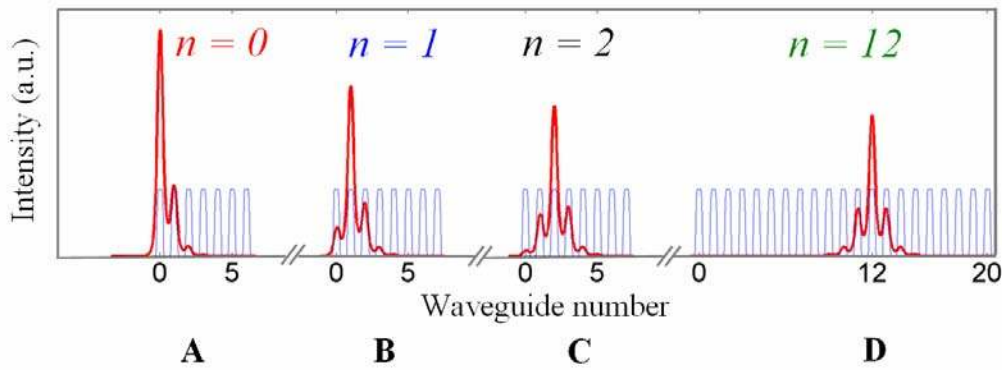 n = 0 n = 1 n = 2 n = 12
Intensity (a.u.)
0 5 0 5 0 5 0 12 20
Waveguide number
A B C D